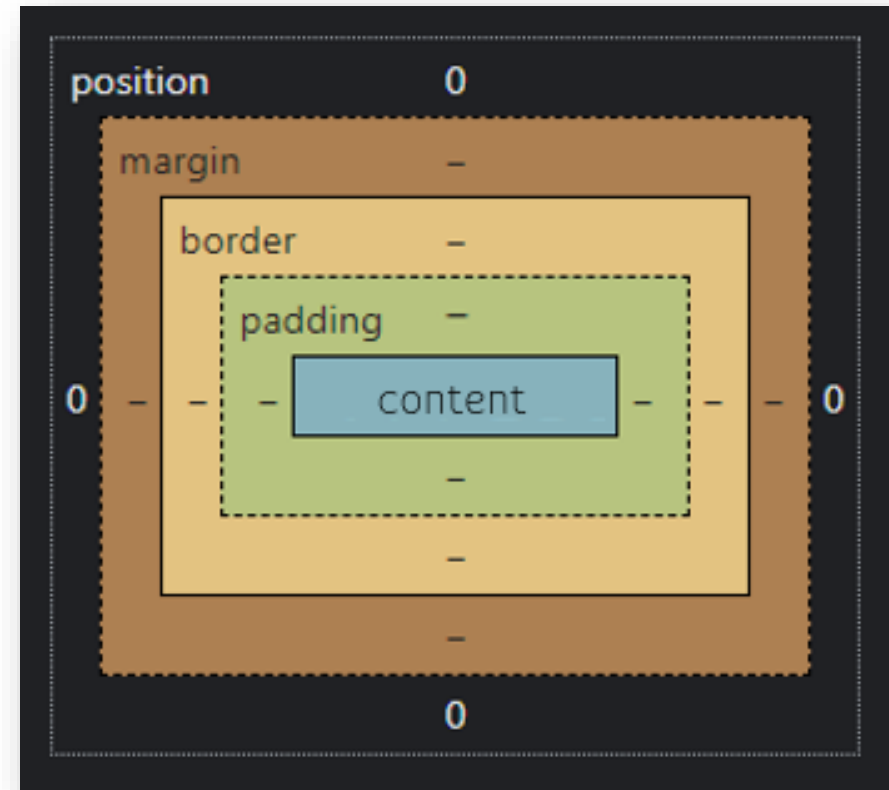 position 0
margin –
border –
padding –
0 – – – content – – – 0
–
–
–
0